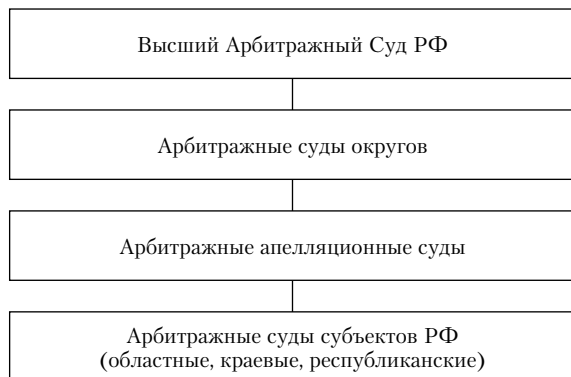 Высший Арбитражный Суд РФ
Арбитражные суды округов
Арбитражные апелляционные суды
Арбитражные суды субъектов РФ
(областные, краевые, республиканские)